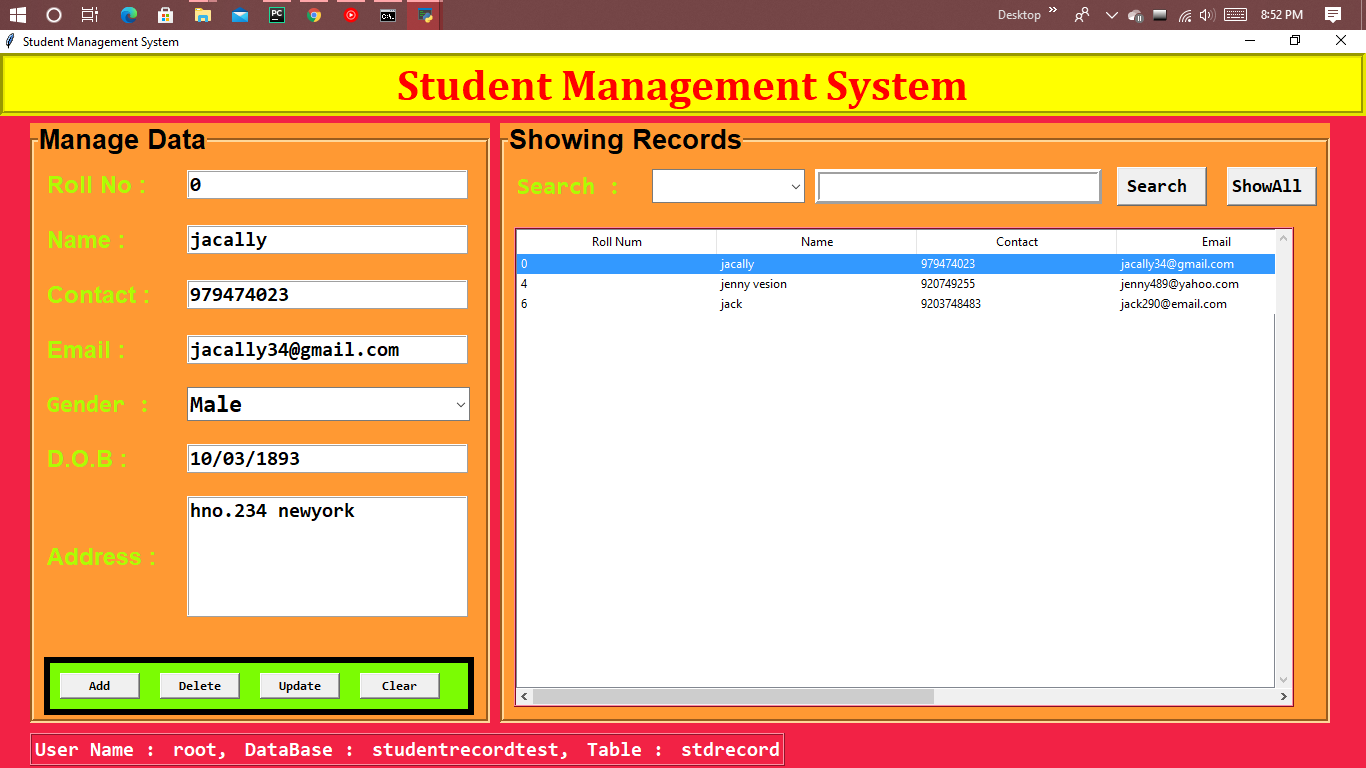 Desktop » 8:52 PM
Student Management System
Student Management System
Manage Data
Roll No : 0
Name : jacally
Contact : 979474023
Email : jacally34@gmail.com
Gender : Male
D.O.B : 10/03/1893
Address : hno.234 newyork
Add Delete Update Clear
Showing Records
Search : Search ShowAll
Roll Num Name Contact Email
0 jacally 979474023 jacally34@gmail.com
4 jenny vesion 920749255 jenny489@yahoo.com
6 jack 9203748483 jack290@email.com
User Name : root, DataBase : studentrecordtest, Table : stdrecord